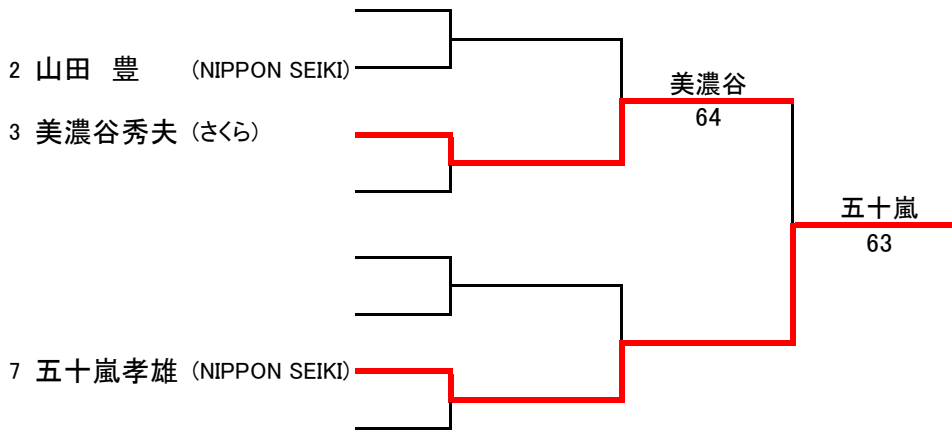 2 山田 豊 (NIPPON SEIKI)
美濃谷
64
3 美濃谷秀夫 (さくら)
五十嵐
63
7 五十嵐孝雄 (NIPPON SEIKI)